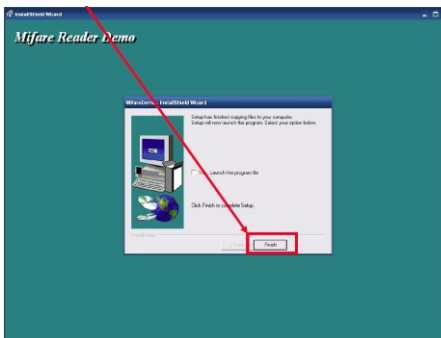 InstallShield Wizard
Mifare Reader Demo
InstallShield Wizard
Setup has finished copying files to your computer.
Setup will now launch the program. Select your option below.
Launch the program file
Click Finish to complete Setup.
Finish